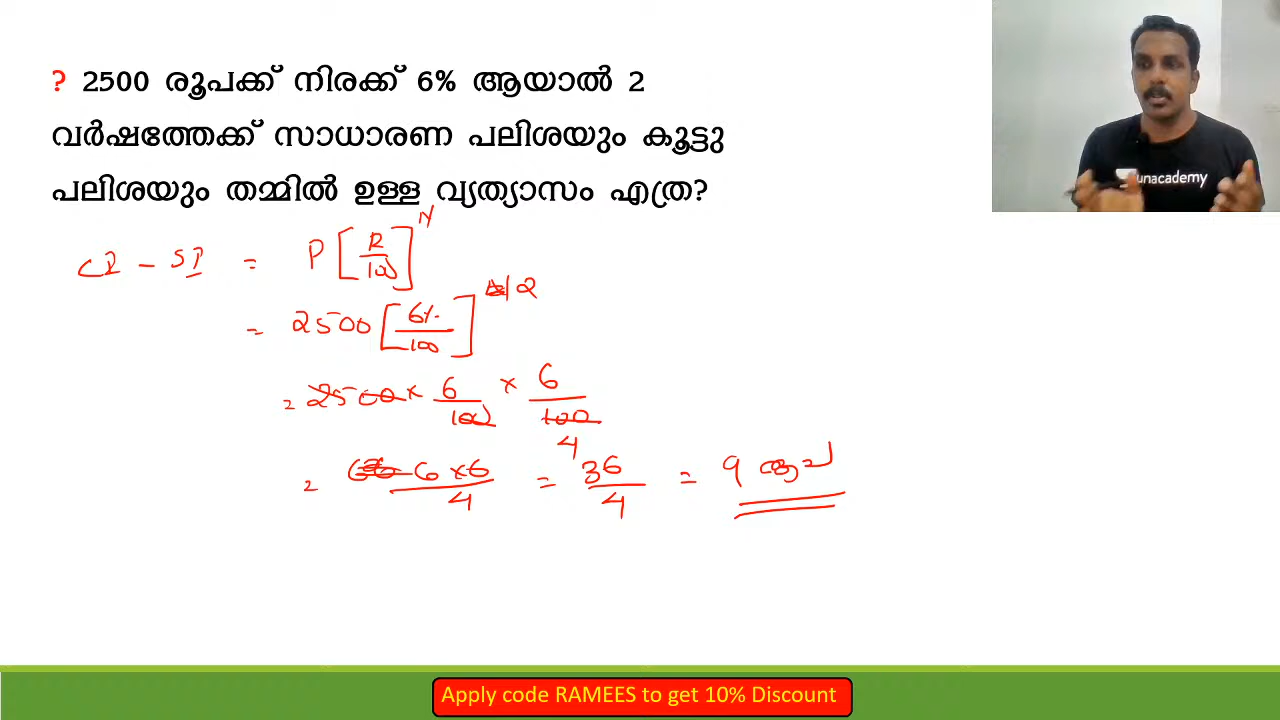 ? 2500 രൂപക്ക് നിരക്ക് 6% ആയാൽ 2
വർഷത്തേക്ക് സാധാരണ പലിശയും കൂട്ടു
പലിശയും തമ്മിൽ ഉള്ള വ്യത്യാസം എത്ര?
unacademy
CI - SI = P [R/100]^N
= 2500 [6%/100]^2
= 2500 × 6/100 × 6/100
4
= 6×6/4 = 36/4 = 9 രൂപ
Apply code RAMEES to get 10% Discount